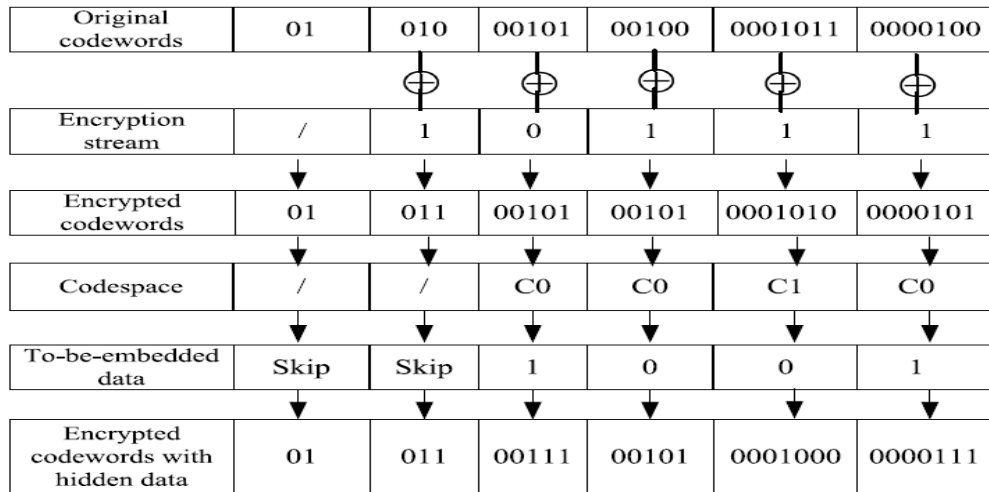 Original codewords 01 010 00101 00100 0001011 0000100
Encryption stream / 1 0 1 1 1
Encrypted codewords 01 011 00101 00101 0001010 0000101
Codespace / / C0 C0 C1 C0
To-be-embedded data Skip Skip 1 0 0 1
Encrypted codewords with hidden data 01 011 00111 00101 0001000 0000111